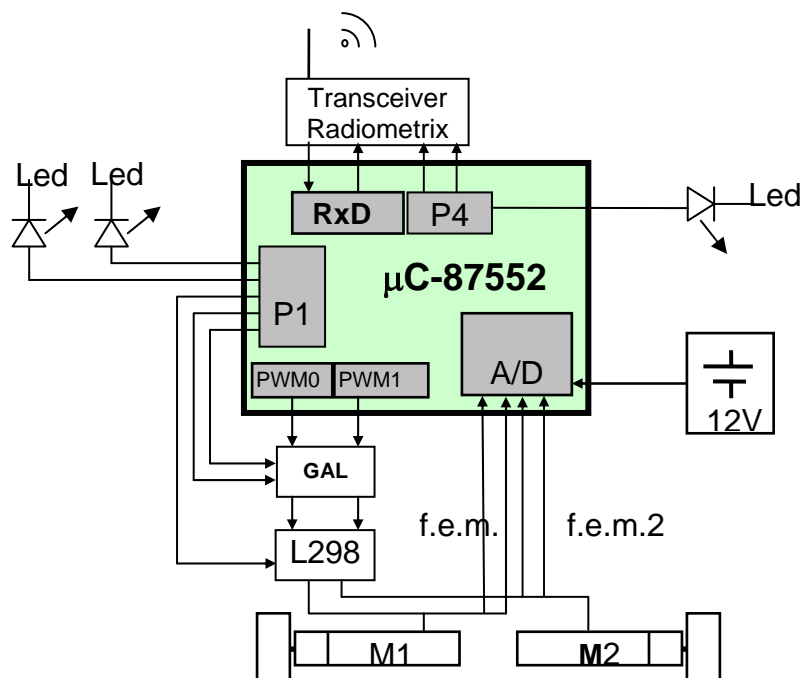 Transceiver
Radiometrix
Led
Led
Led
RxD
P4
μC-87552
P1
PWM0
PWM1
A/D
12V
GAL
f.e.m.
f.e.m.2
L298
M1
M2